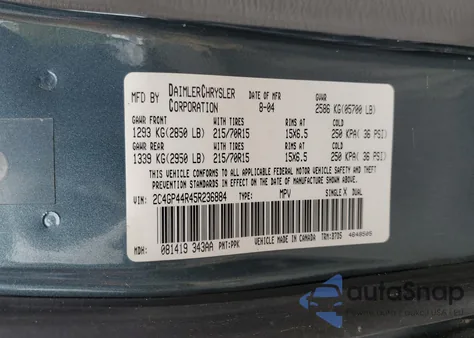 MFD BY DAIMLERCHRYSLER CORPORATION DATE OF MFR 8-04 GVWR 2586 KG(05700 LB)
GAWR FRONT WITH TIRES RIMS AT COLD
1293 KG(2850 LB) 215/70R15 15X6.5 250 KPA( 36 PSI)
GAWR REAR WITH TIRES RIMS AT COLD
1339 KG(2950 LB) 215/70R15 15X6.5 250 KPA( 36 PSI)
THIS VEHICLE CONFORMS TO ALL APPLICABLE FEDERAL MOTOR VEHICLE SAFETY AND THEFT
PREVENTION STANDARDS IN EFFECT ON THE DATE OF MANUFACTURE SHOWN ABOVE.
VIN: 2C4GP44R45R236884 TYPE: MPV SINGLE X DUAL
VEHICLE MADE IN CANADA
MDH: 081419 343AA PNT:PPK TRM:D7D5 4648505
autoSnap